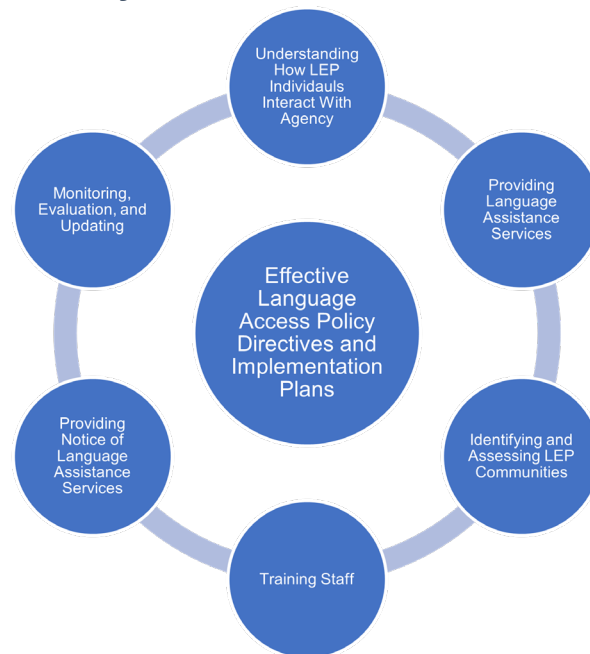 Understanding
How LEP
Individauls
Interact With
Agency
Providing
Language
Assistance
Services
Identifying and
Assessing LEP
Communities
Training Staff
Providing
Notice of
Language
Assistance
Services
Monitoring,
Evaluation, and
Updating
Effective
Language
Access Policy
Directives and
Implementation
Plans